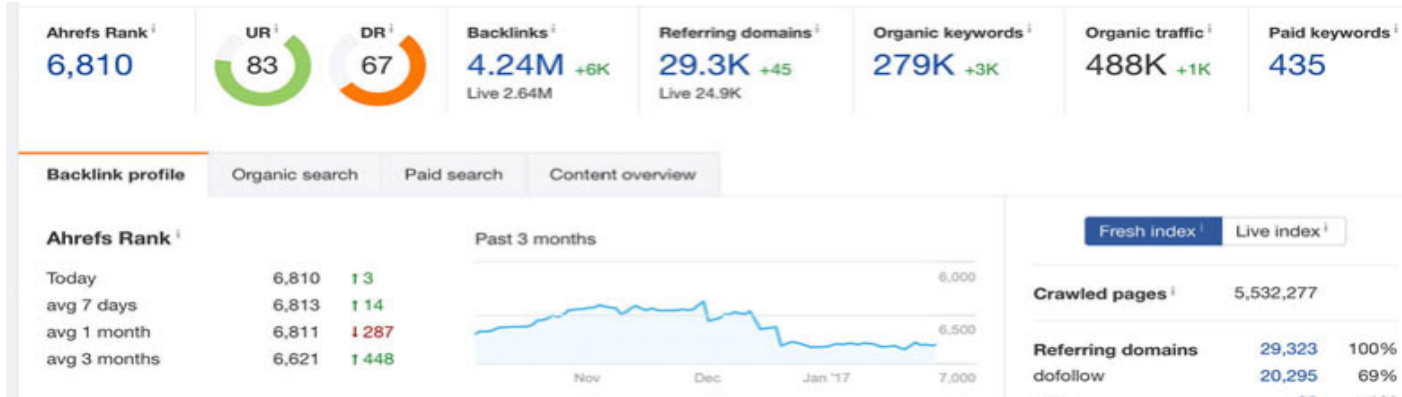 Ahrefs Rank i UR i DR i Backlinks i Referring domains i Organic keywords i Organic traffic i Paid keywords i
6,810 83 67 4.24M +6K 29.3K +45 279K +3K 488K +1K 435
Live 2.64M Live 24.9K
Backlink profile Organic search Paid search Content overview
Ahrefs Rank i Past 3 months Fresh index i Live index i
Today 6,810 ↑3 6,000
avg 7 days 6,813 ↑14 Crawled pages i 5,532,277
avg 1 month 6,811 ↓287 6,500
avg 3 months 6,621 ↑448 Referring domains 29,323 100%
Nov Dec Jan '17 7,000 dofollow 20,295 69%